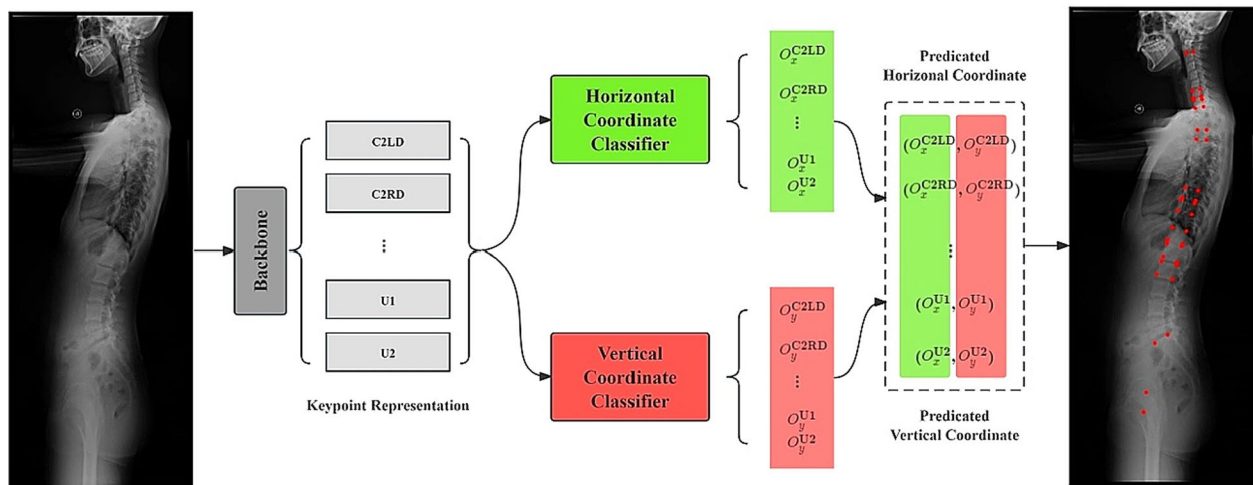 Backbone
C2LD
C2RD
...
U1
U2
Keypoint Representation
Horizontal
Coordinate
Classifier
Vertical
Coordinate
Classifier
O_x^{C2LD}
O_x^{C2RD}
...
O_x^{U1}
O_x^{U2}
O_y^{C2LD}
O_y^{C2RD}
...
O_y^{U1}
O_y^{U2}
Predicated
Horizonal Coordinate
(O_x^{C2LD}, O_y^{C2LD})
(O_x^{C2RD}, O_y^{C2RD})
...
(O_x^{U1}, O_y^{U1})
(O_x^{U2}, O_y^{U2})
Predicated
Vertical Coordinate